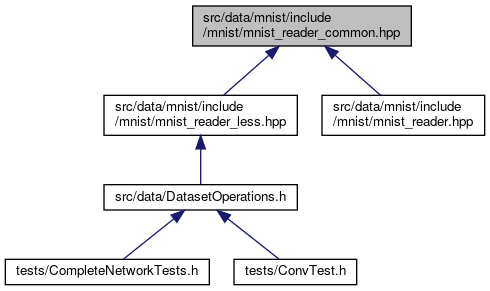 src/data/mnist/include
/mnist/mnist_reader_common.hpp
src/data/mnist/include
/mnist/mnist_reader_less.hpp
src/data/mnist/include
/mnist/mnist_reader.hpp
src/data/DatasetOperations.h
tests/CompleteNetworkTests.h
tests/ConvTest.h